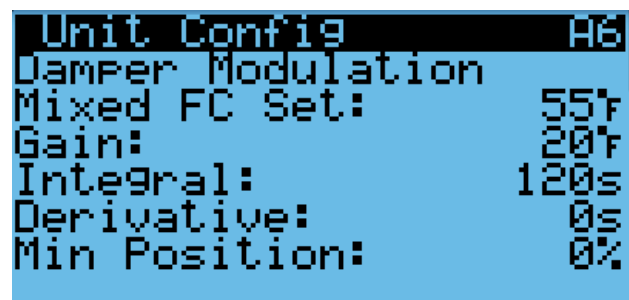 Unit Config A6
Damper Modulation
Mixed FC Set: 55°F
Gain: 20°F
Integral: 120s
Derivative: 0s
Min Position: 0%